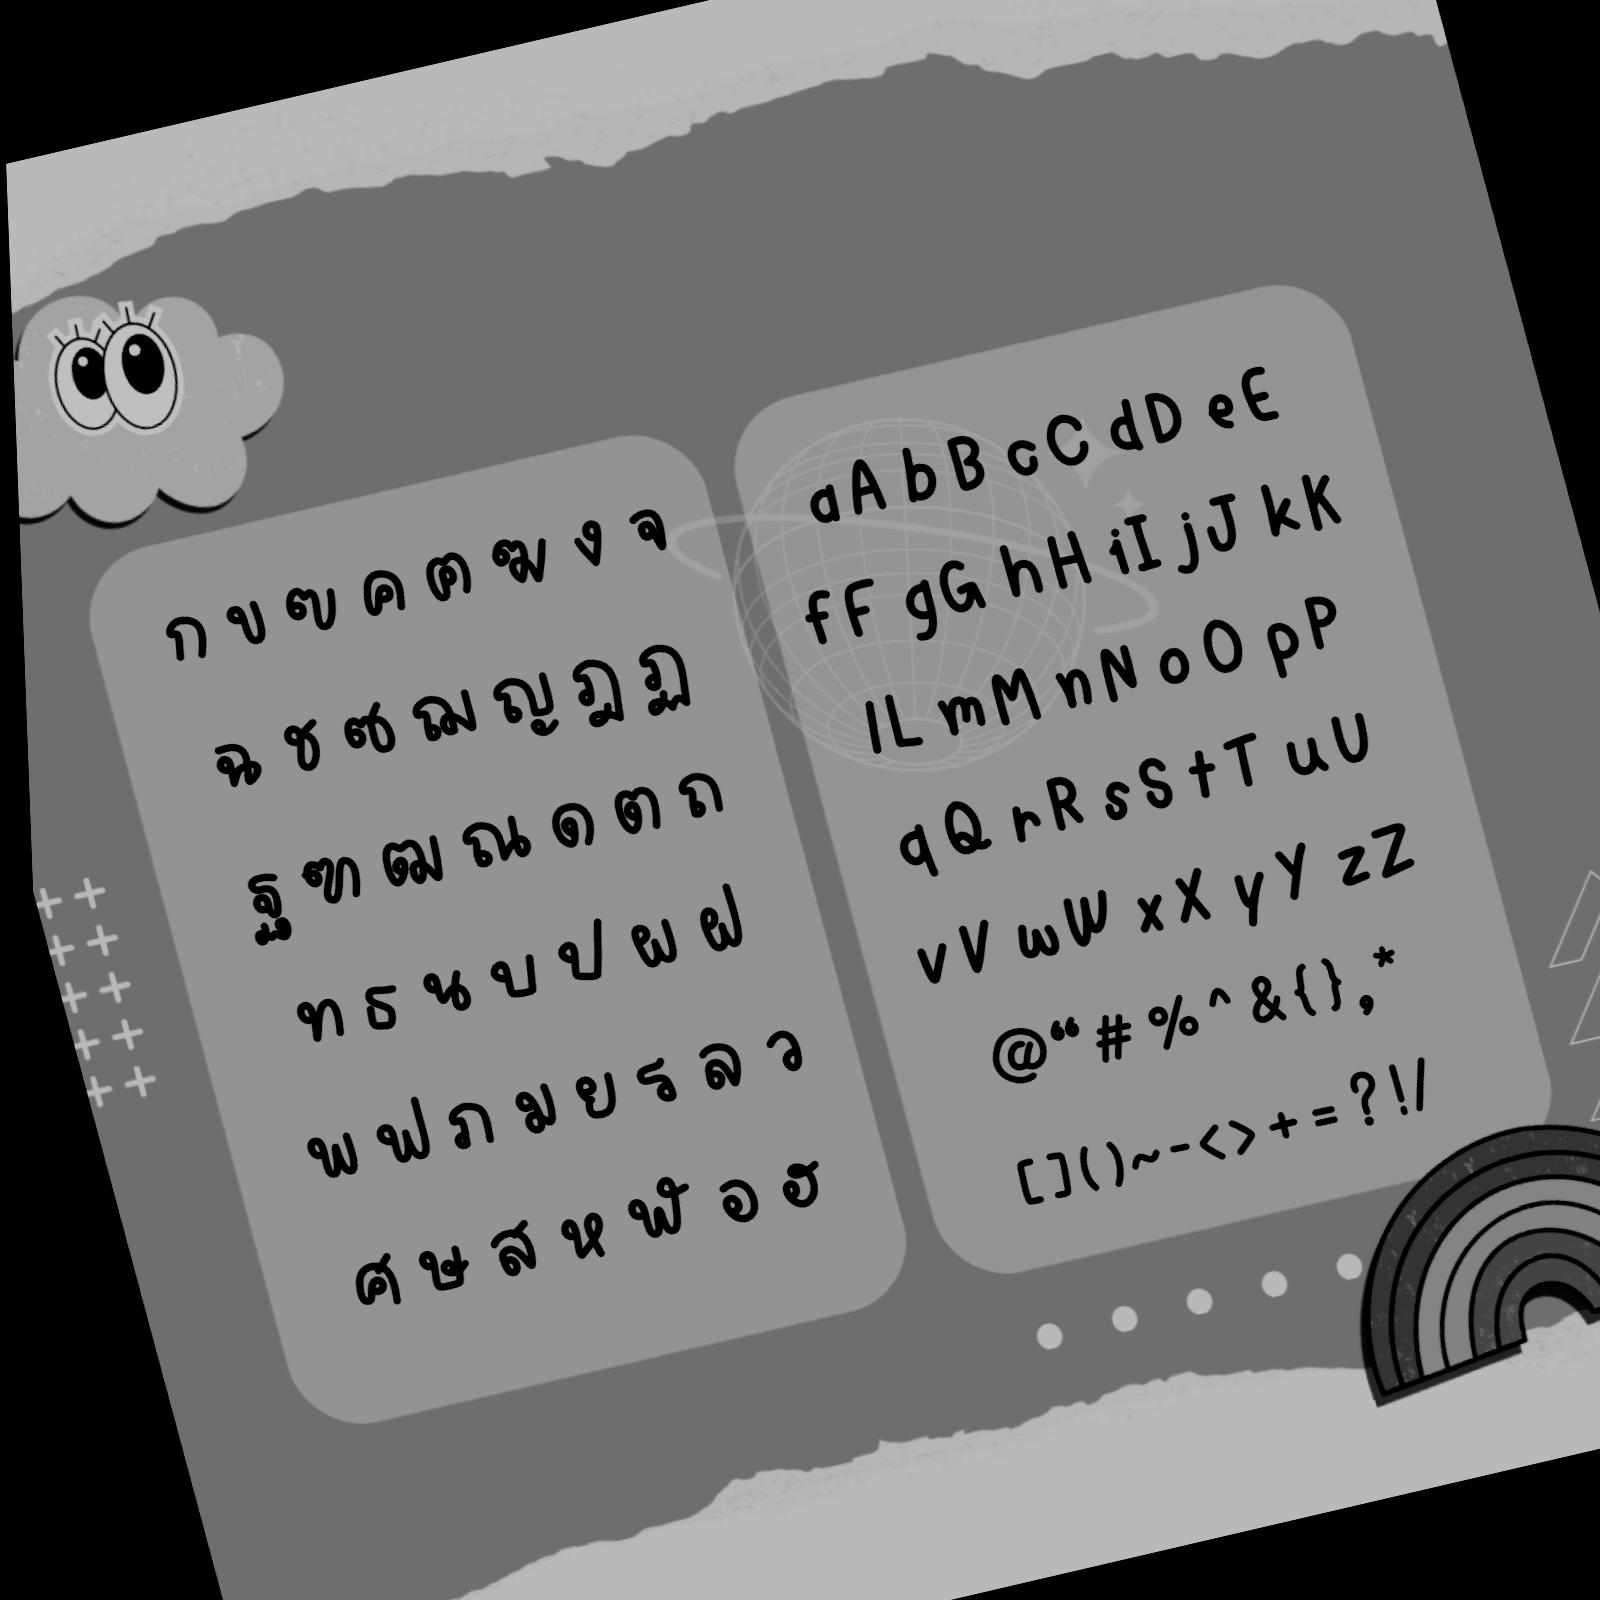 ก ข ฃ ค ฅ ฆ ง จ
ฉ ช ซ ฌ ญ ฎ ฏ
ฐ ฑ ฒ ณ ด ต ถ
ท ธ น บ ป ผ ฝ
พ ฟ ภ ม ย ร ล ว
ศ ษ ส ห ฬ อ ฮ
aA bB cC dD eE
fF gG hH iI jJ kK
lL mM nN oO pP
qQ rR sS tT uU
vV wW xX yY zZ
@“ # %^ &{},*
[]()~-<>+=?!/